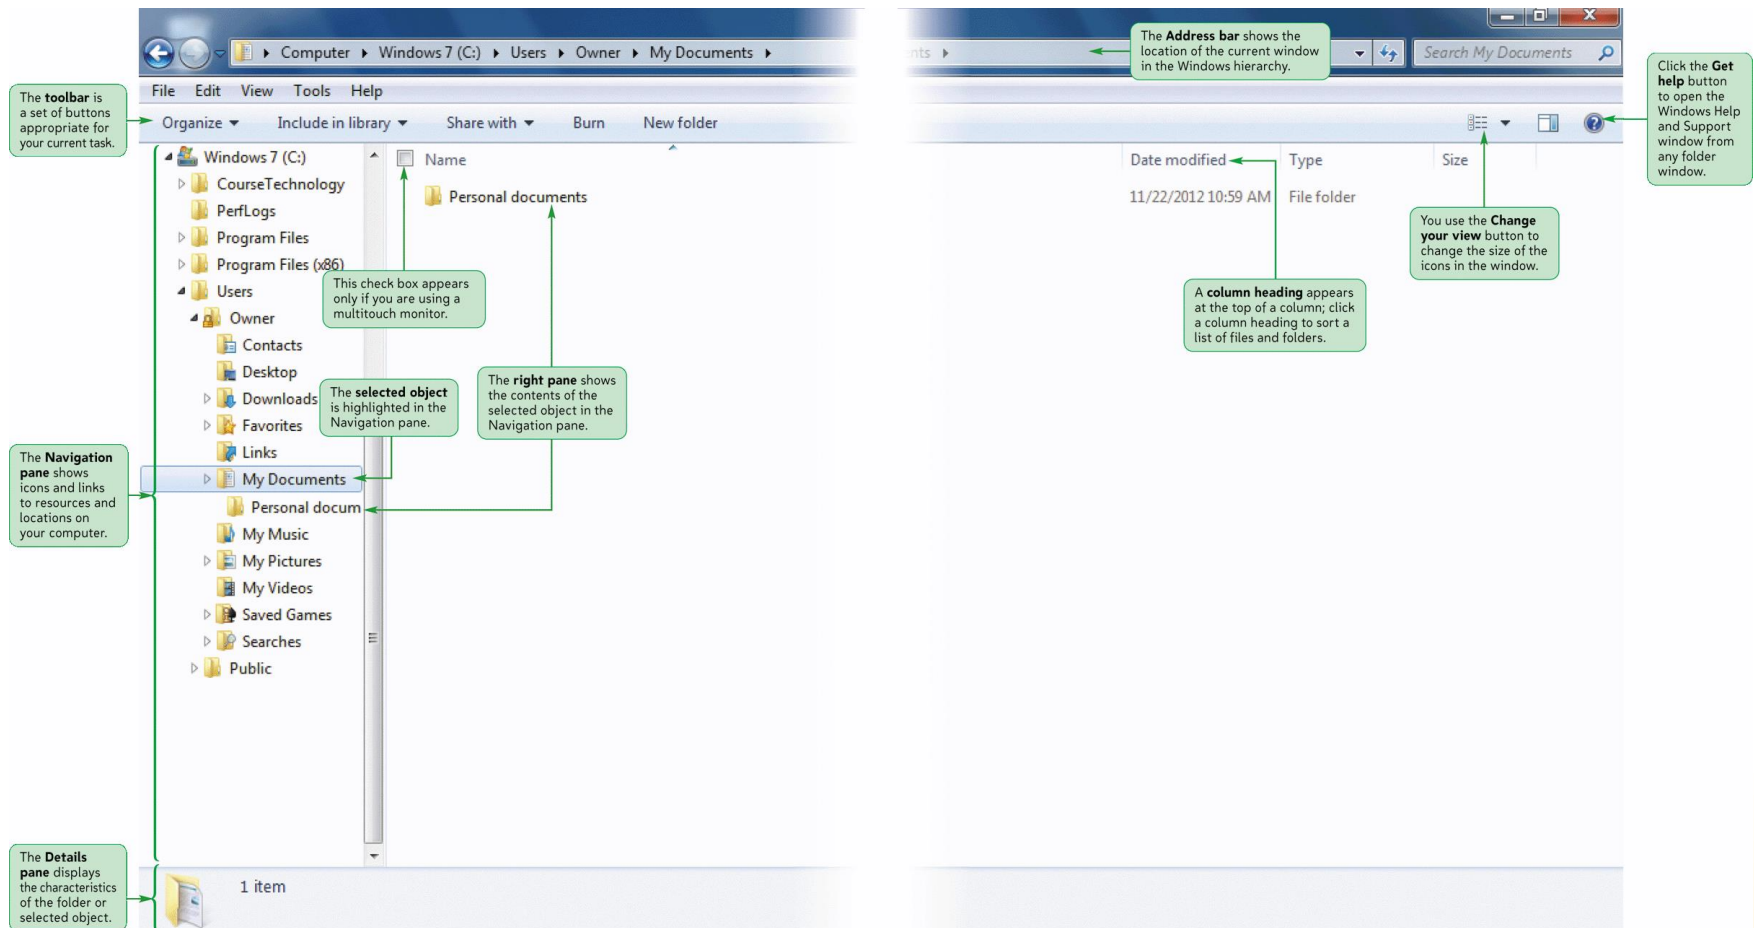 Computer Windows 7 (C:) Users Owner My Documents
The Address bar shows the
location of the current window
in the Windows hierarchy.
Search My Documents
Click the Get
help button
to open the
Windows Help
and Support
window from
any folder
window.
File Edit View Tools Help
The toolbar is
a set of buttons
appropriate for
your current task.
Organize Include in library Share with Burn New folder
Windows 7 (C:)
CourseTechnology
PerfLogs
Program Files
Program Files (x86)
Users
Owner
Contacts
Desktop
Downloads
Favorites
Links
My Documents
Personal docum
My Music
My Pictures
My Videos
Saved Games
Searches
Public
Name Date modified Type Size
Personal documents 11/22/2012 10:59 AM File folder
This check box appears
only if you are using a
multitouch monitor.
You use the Change
your view button to
change the size of the
icons in the window.
A column heading appears
at the top of a column; click
a column heading to sort a
list of files and folders.
The selected object
is highlighted in the
Navigation pane.
The right pane shows
the contents of the
selected object in the
Navigation pane.
The Navigation
pane shows
icons and links
to resources and
locations on
your computer.
The Details
pane displays
the characteristics
of the folder or
selected object.
1 item